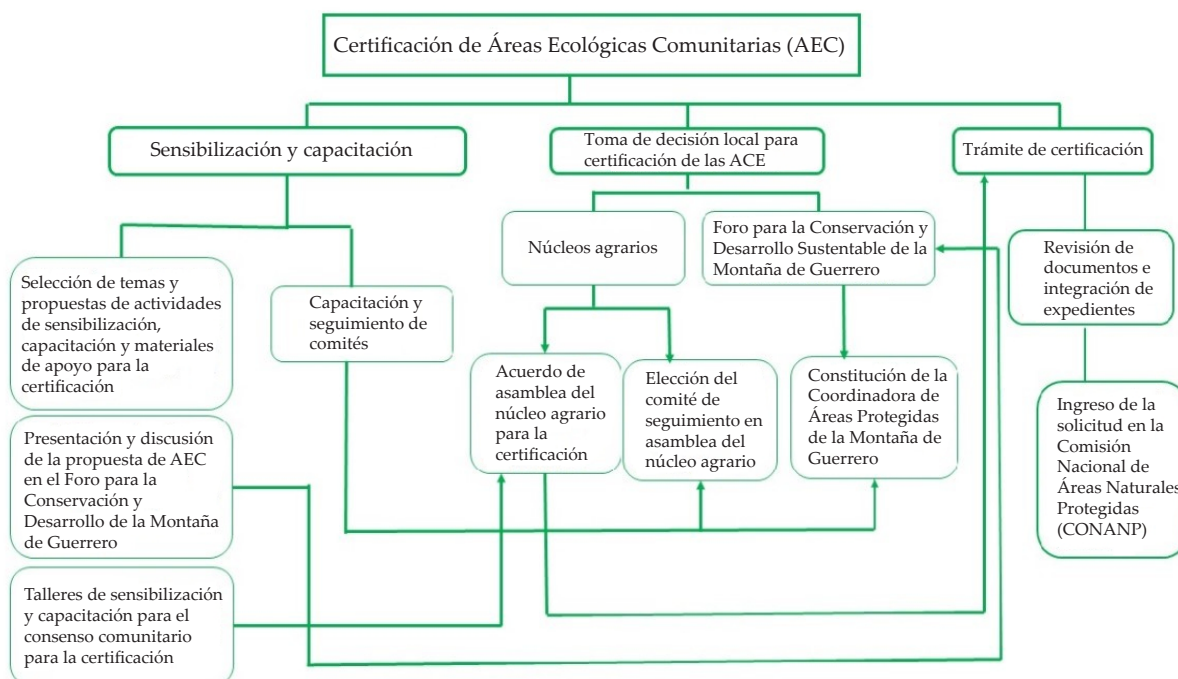 Certificación de Áreas Ecológicas Comunitarias (AEC)
Sensibilización y capacitación
Toma de decisión local para
certificación de las ACE
Trámite de certificación
Selección de temas y
propuestas de actividades
de sensibilización,
capacitación y materiales
de apoyo para la
certificación
Capacitación y
seguimiento de
comités
Núcleos agrarios
Foro para la Conservación y
Desarrollo Sustentable de la
Montaña de Guerrero
Revisión de
documentos e
integración de
expedientes
Presentación y discusión
de la propuesta de AEC
en el Foro para la
Conservación y
Desarrollo de la Montaña
de Guerrero
Acuerdo de
asamblea del
núcleo agrario
para la
certificación
Elección del
comité de
seguimiento en
asamblea del
núcleo agrario
Constitución de la
Coordinadora de
Áreas Protegidas
de la Montaña de
Guerrero
Ingreso de la
solicitud en la
Comisión
Nacional de
Áreas Naturales
Protegidas
(CONANP)
Talleres de sensibilización
y capacitación para el
consenso comunitario
para la certificación